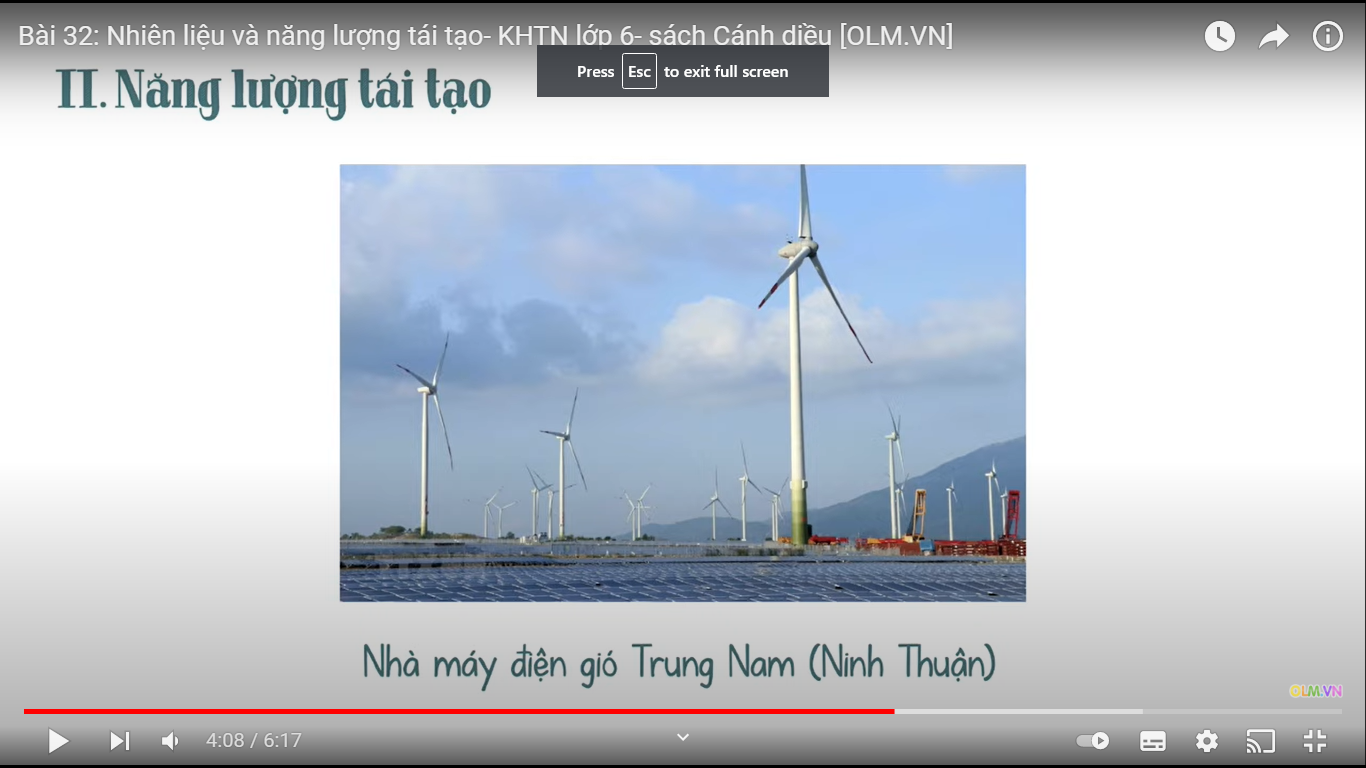 Bài 32: Nhiên liệu và năng lượng tái tạo- KHTN lớp 6- sách Cánh diều [OLM.VN]
Press Esc to exit full screen
II. Năng lượng tái tạo
Nhà máy điện gió Trung Nam (Ninh Thuận)
OLM.VN
4:08 / 6:17